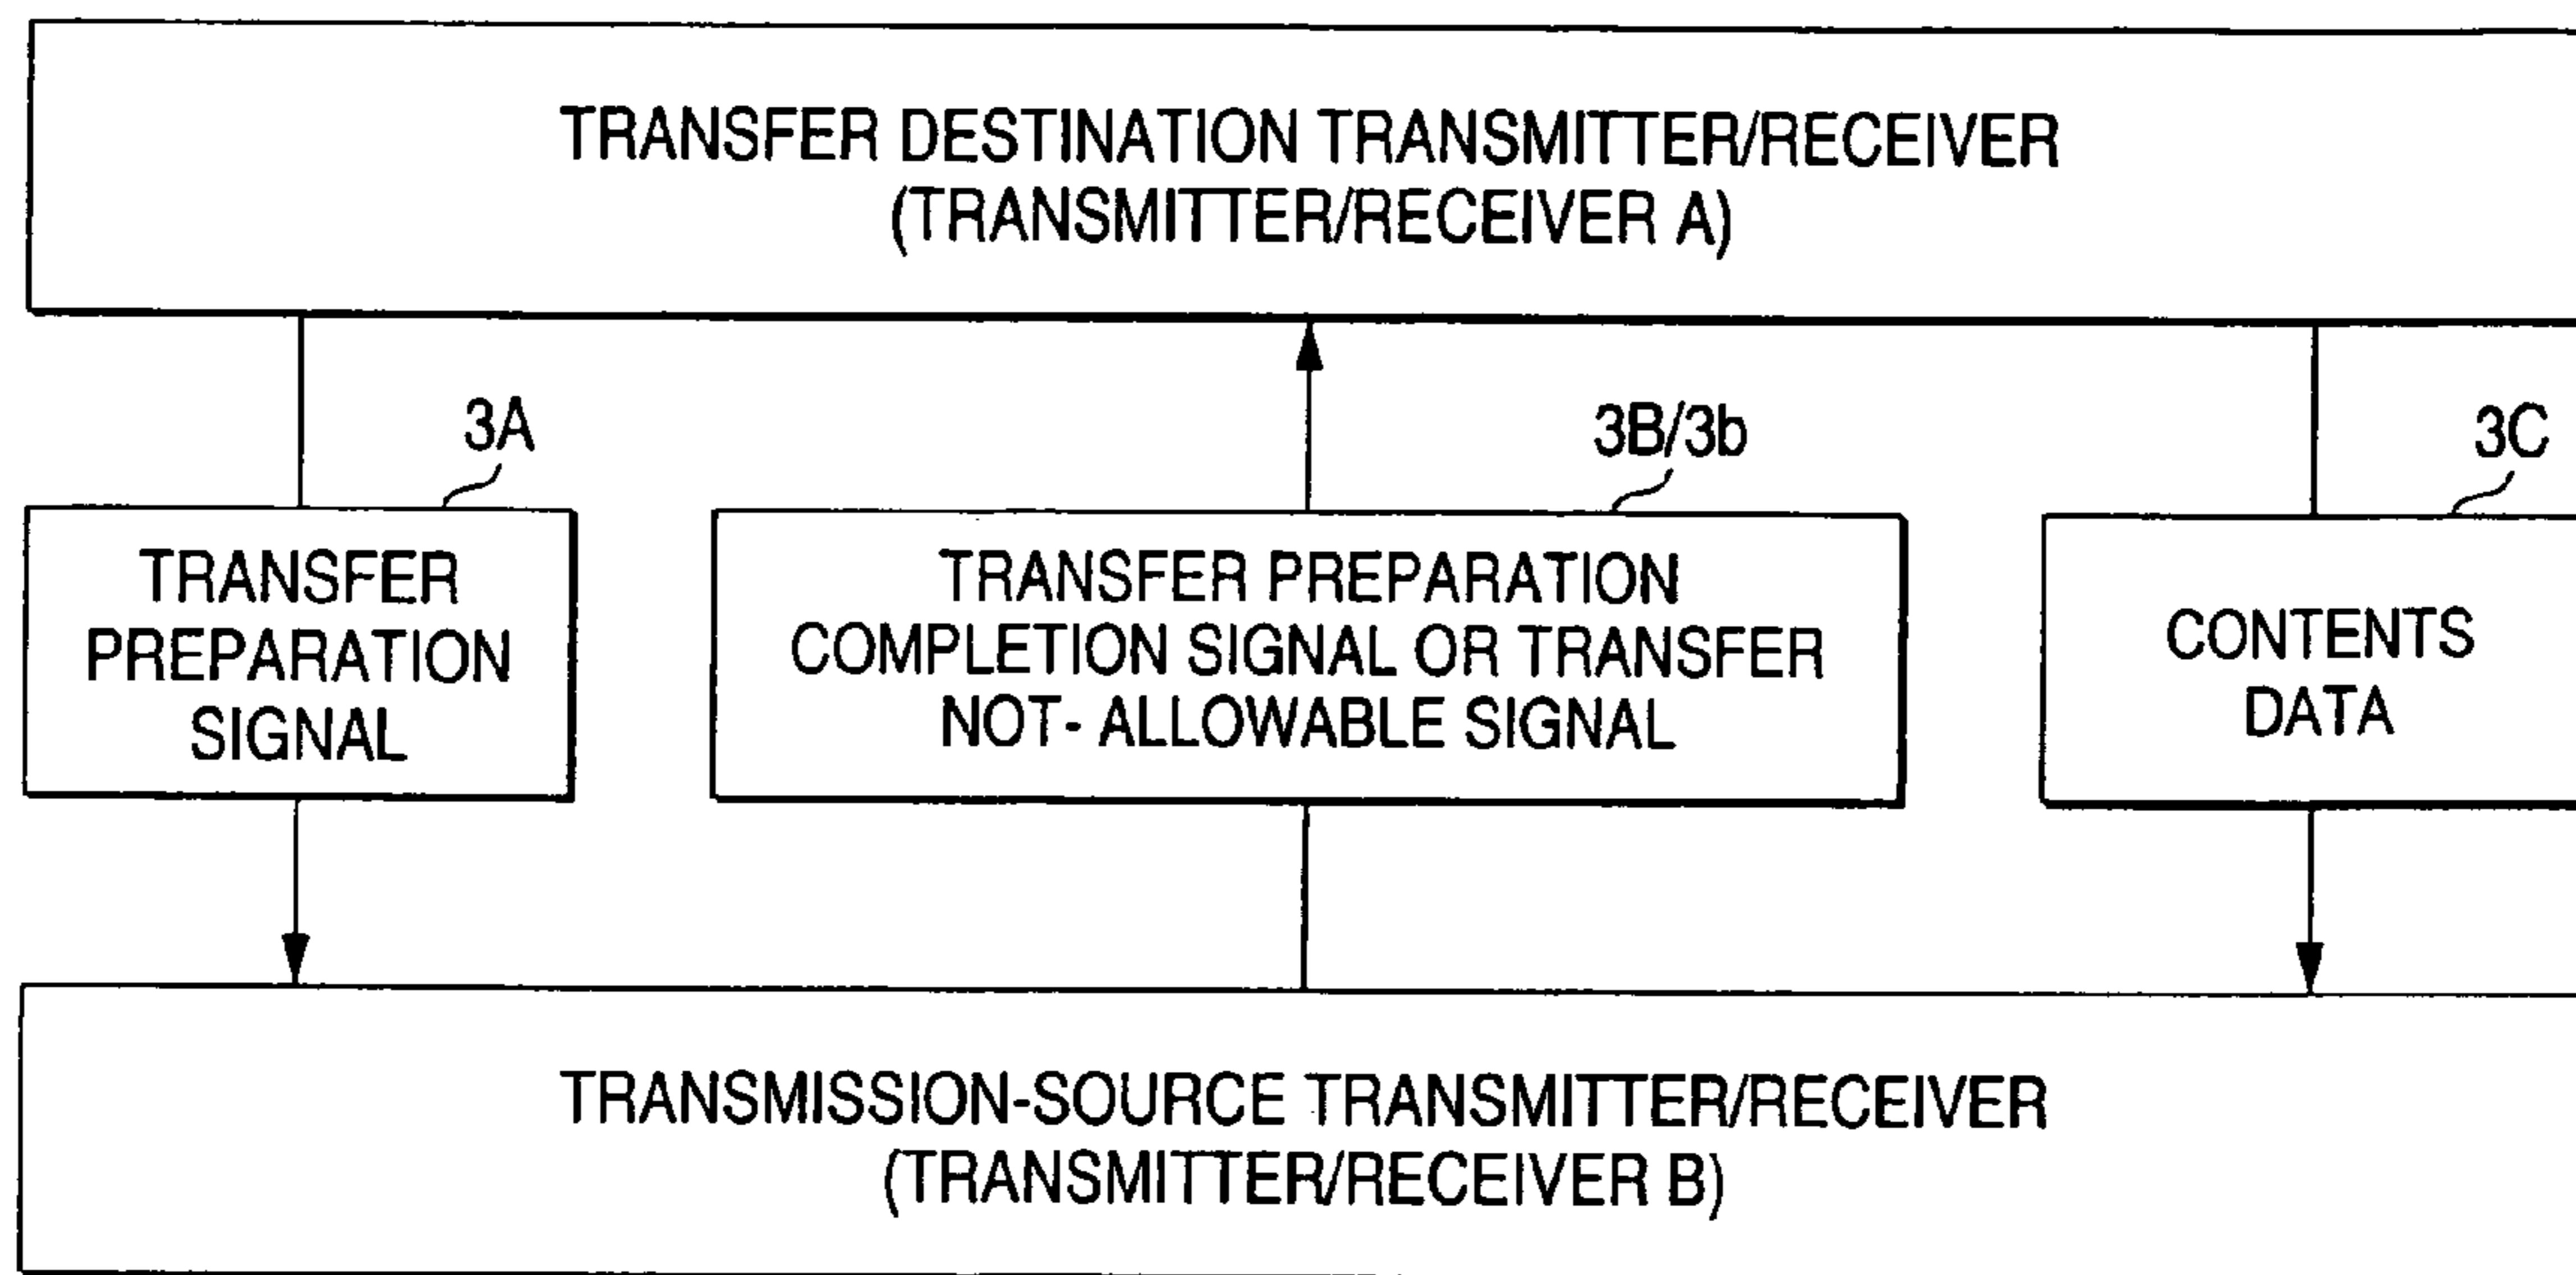 TRANSFER DESTINATION TRANSMITTER/RECEIVER
(TRANSMITTER/RECEIVER A)
3A
3B/3b
3C
TRANSFER
PREPARATION
SIGNAL
TRANSFER PREPARATION
COMPLETION SIGNAL OR TRANSFER
NOT- ALLOWABLE SIGNAL
CONTENTS
DATA
TRANSMISSION-SOURCE TRANSMITTER/RECEIVER
(TRANSMITTER/RECEIVER B)